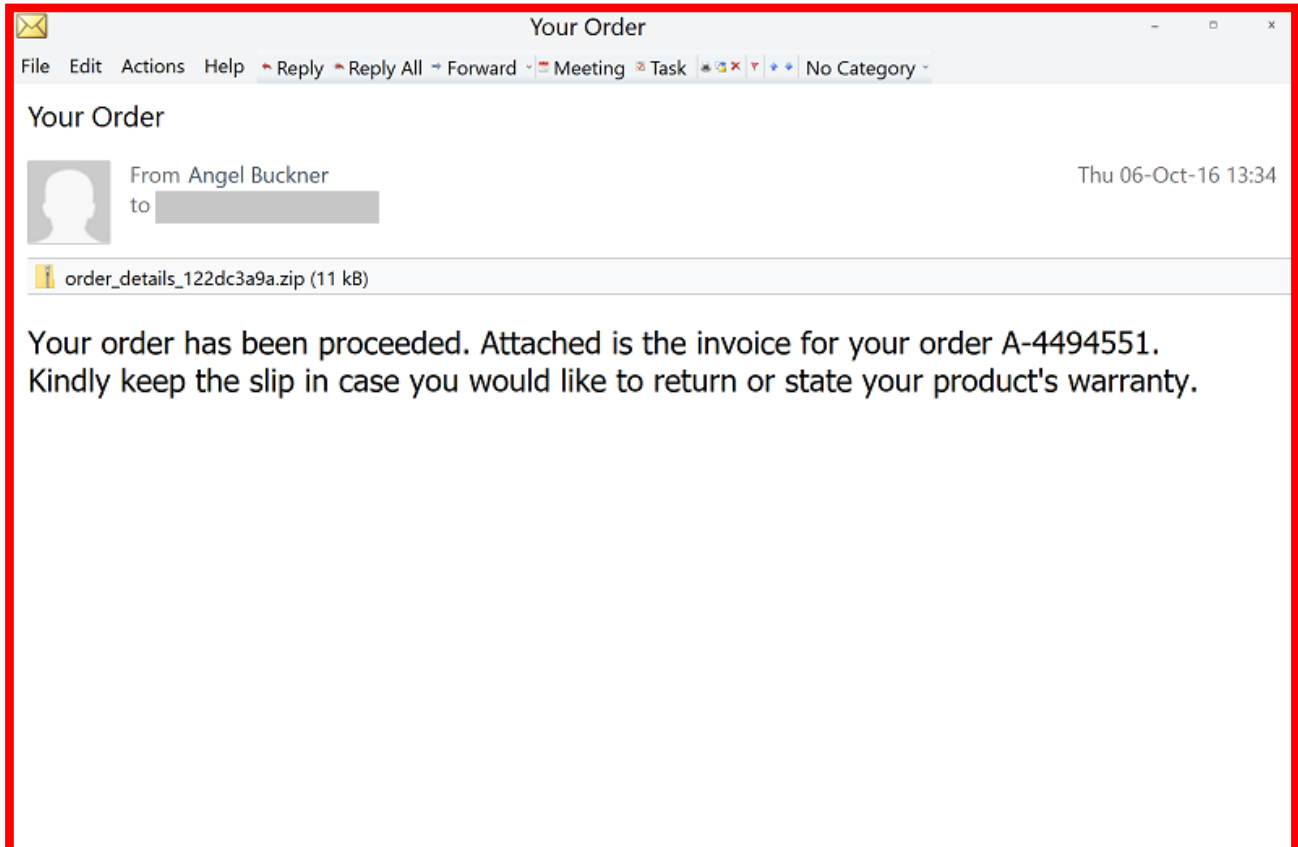 Your Order
File Edit Actions Help Reply Reply All Forward Meeting Task No Category
Your Order
From Angel Buckner
Thu 06-Oct-16 13:34
to
order_details_122dc3a9a.zip (11 kB)
Your order has been proceeded. Attached is the invoice for your order A-4494551.
Kindly keep the slip in case you would like to return or state your product's warranty.